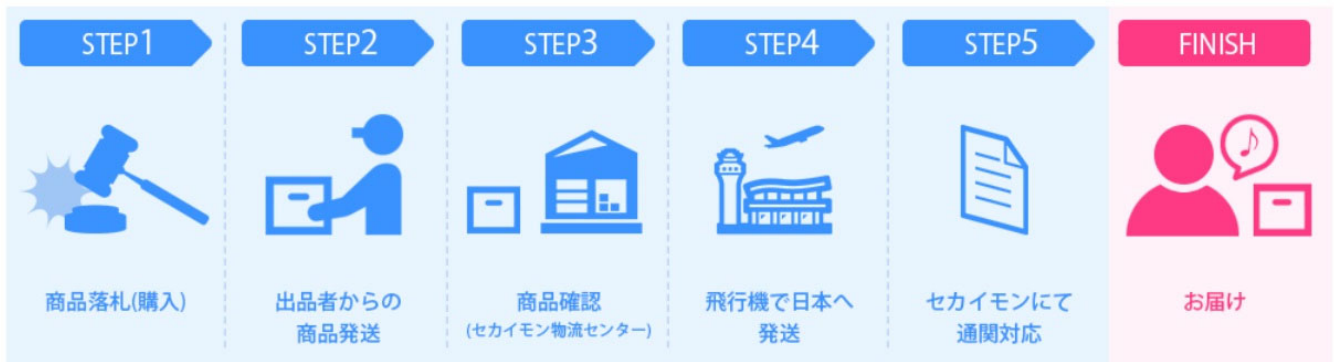 STEP1
STEP2
STEP3
STEP4
STEP5
FINISH
商品落札(購入)
出品者からの
商品発送
商品確認
(セカイモン物流センター)
飛行機で日本へ
発送
セカイモンにて
通関対応
お届け